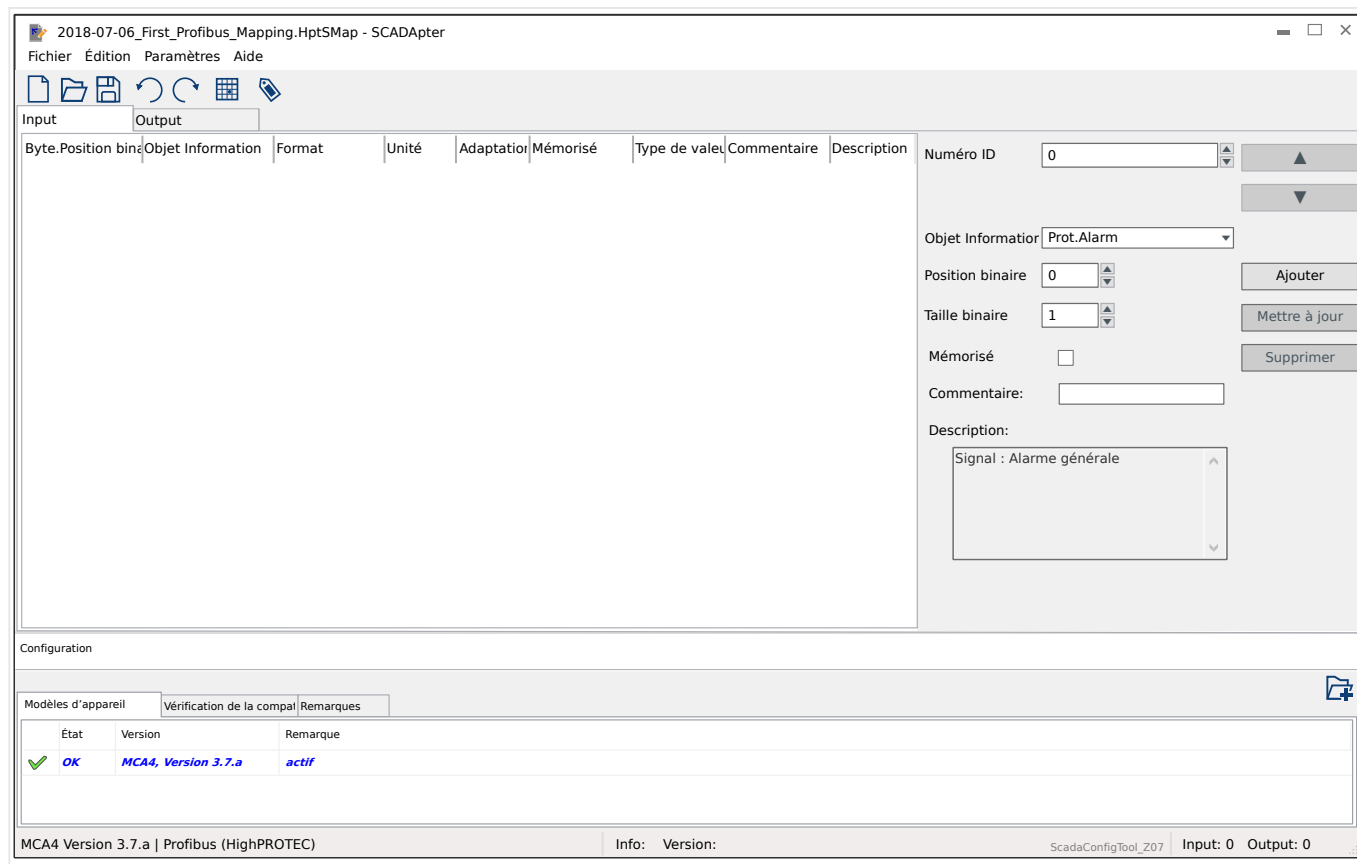 2018-07-06_First_Profibus_Mapping.HptSMap - SCADApter
Fichier Édition Paramètres Aide
Input Output
Byte.Position bina Objet Information Format Unité Adaptation Mémorisé Type de valeu Commentaire Description
Numéro ID 0
▲
▼
Objet Information Prot.Alarm
Position binaire 0 Ajouter
Taille binaire 1 Mettre à jour
Mémorisé Supprimer
Commentaire:
Description:
Signal : Alarme générale
Configuration
Modèles d'appareil Vérification de la compat Remarques
État Version Remarque
OK MCA4, Version 3.7.a actif
MCA4 Version 3.7.a | Profibus (HighPROTEC) Info: Version: ScadaConfigTool_Z07 Input: 0 Output: 0